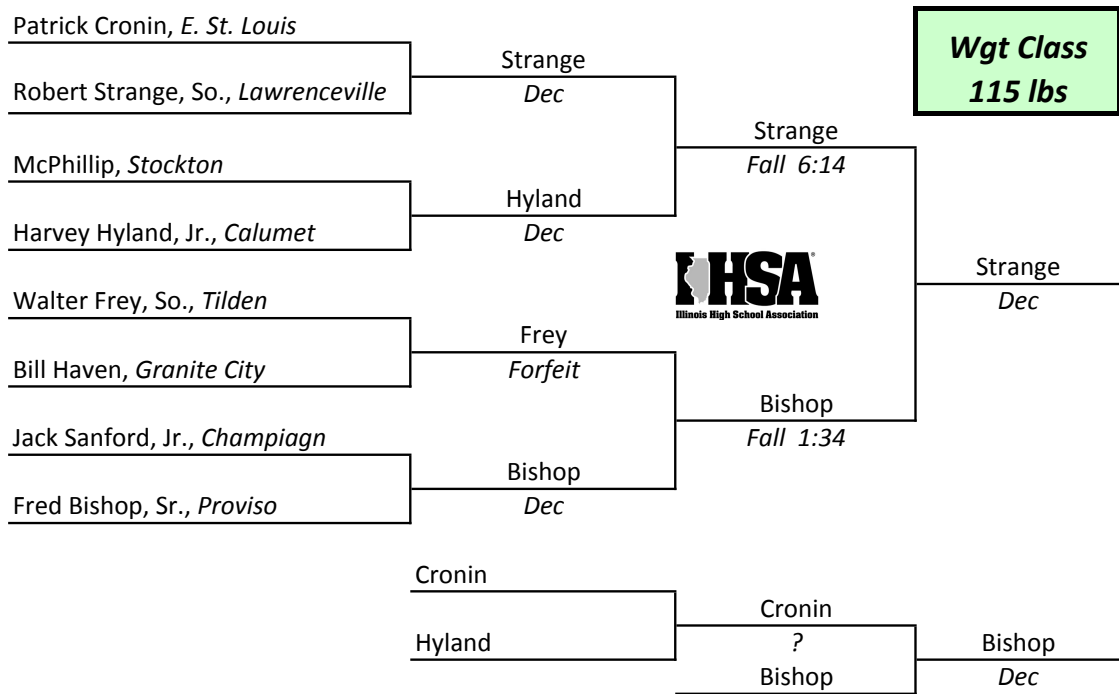 Patrick Cronin, E. St. Louis
Wgt Class
115 lbs
Strange
Dec
Robert Strange, So., Lawrenceville
Strange
Fall 6:14
McPhillip, Stockton
Hyland
Dec
Harvey Hyland, Jr., Calumet
IHSA®
Illinois High School Association
Strange
Dec
Walter Frey, So., Tilden
Frey
Forfeit
Bill Haven, Granite City
Bishop
Fall 1:34
Jack Sanford, Jr., Champiagn
Bishop
Dec
Fred Bishop, Sr., Proviso
Cronin
Cronin
?
Hyland
Bishop
Bishop
Dec